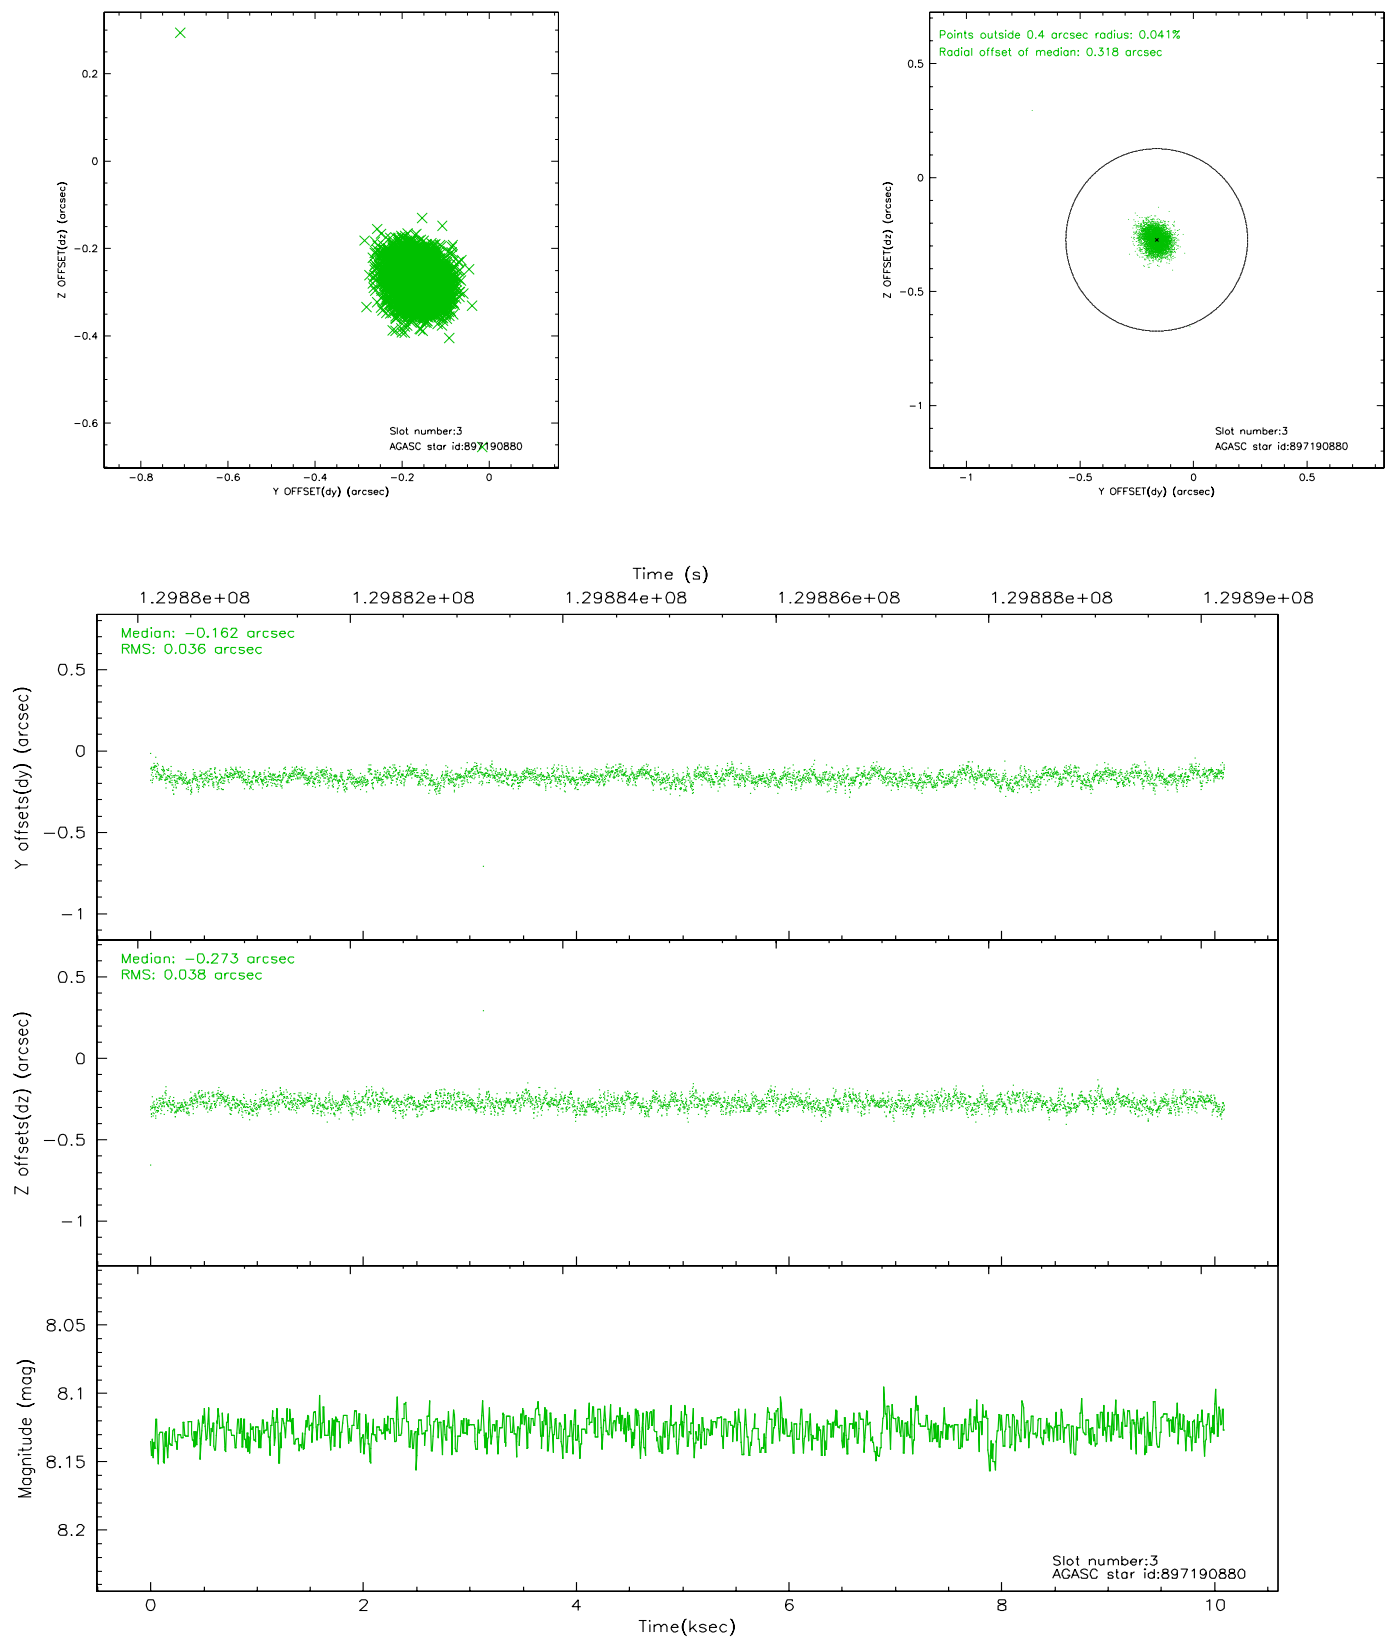 0.2
0
−0.2
−0.4
−0.6
Z OFFSET(dz) (arcsec)
Slot number:3
AGASC star id:897190880
−0.8 −0.6 −0.4 −0.2 0
Y OFFSET(dy) (arcsec)
Points outside 0.4 arcsec radius: 0.041%
Radial offset of median: 0.318 arcsec
0.5
0
−0.5
−1
Z OFFSET(dz) (arcsec)
Slot number:3
AGASC star id:897190880
−1 −0.5 0 0.5
Y OFFSET(dy) (arcsec)
Time (s)
1.2988e+08 1.29882e+08 1.29884e+08 1.29886e+08 1.29888e+08 1.2989e+08
Median: −0.162 arcsec
RMS: 0.036 arcsec
0.5
0
−0.5
−1
Y offsets(dy) (arcsec)
Median: −0.273 arcsec
RMS: 0.038 arcsec
0.5
0
−0.5
−1
Z offsets(dz) (arcsec)
8.05
8.1
8.15
8.2
Magnitude (mag)
Slot number:3
AGASC star id:897190880
0 2 4 6 8 10
Time(ksec)